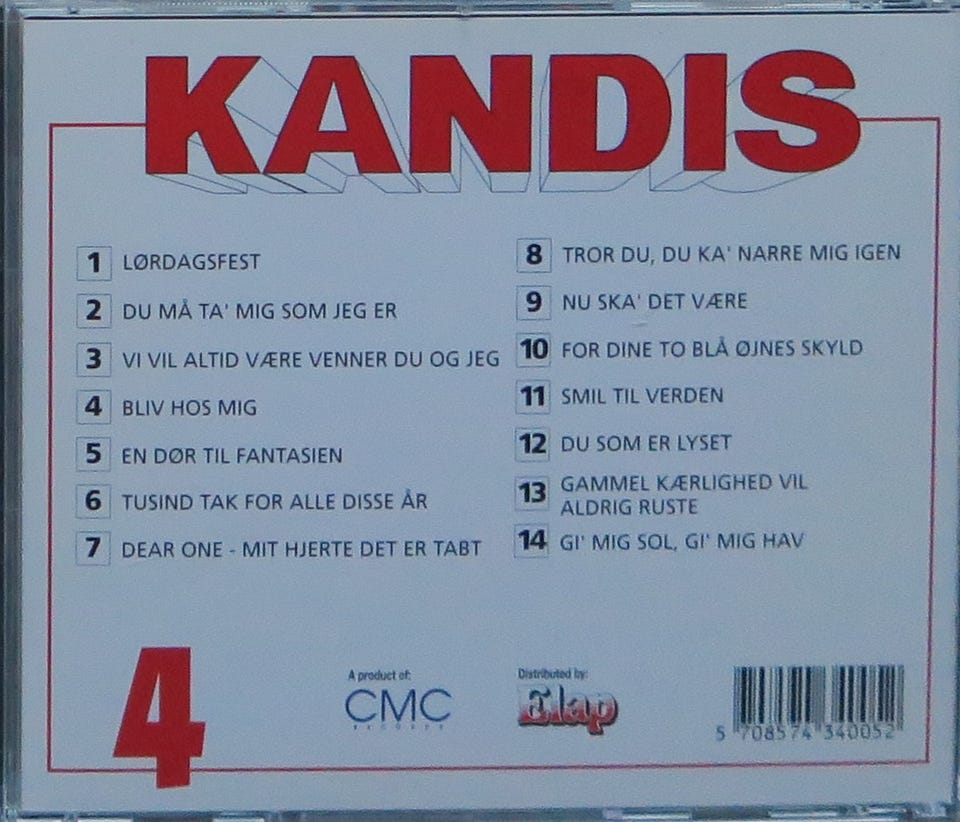 KANDIS
1 LØRDAGSFEST
2 DU MÅ TA' MIG SOM JEG ER
3 VI VIL ALTID VÆRE VENNER DU OG JEG
4 BLIV HOS MIG
5 EN DØR TIL FANTASIEN
6 TUSIND TAK FOR ALLE DISSE ÅR
7 DEAR ONE - MIT HJERTE DET ER TABT
8 TROR DU, DU KA' NARRE MIG IGEN
9 NU SKA' DET VÆRE
10 FOR DINE TO BLÅ ØJNES SKYLD
11 SMIL TIL VERDEN
12 DU SOM ER LYSET
13 GAMMEL KÆRLIGHED VIL
ALDRIG RUSTE
14 GI' MIG SOL, GI' MIG HAV
4
A product of:
CMC
RECORDS
Distributed by:
Elap
5 708574 340052